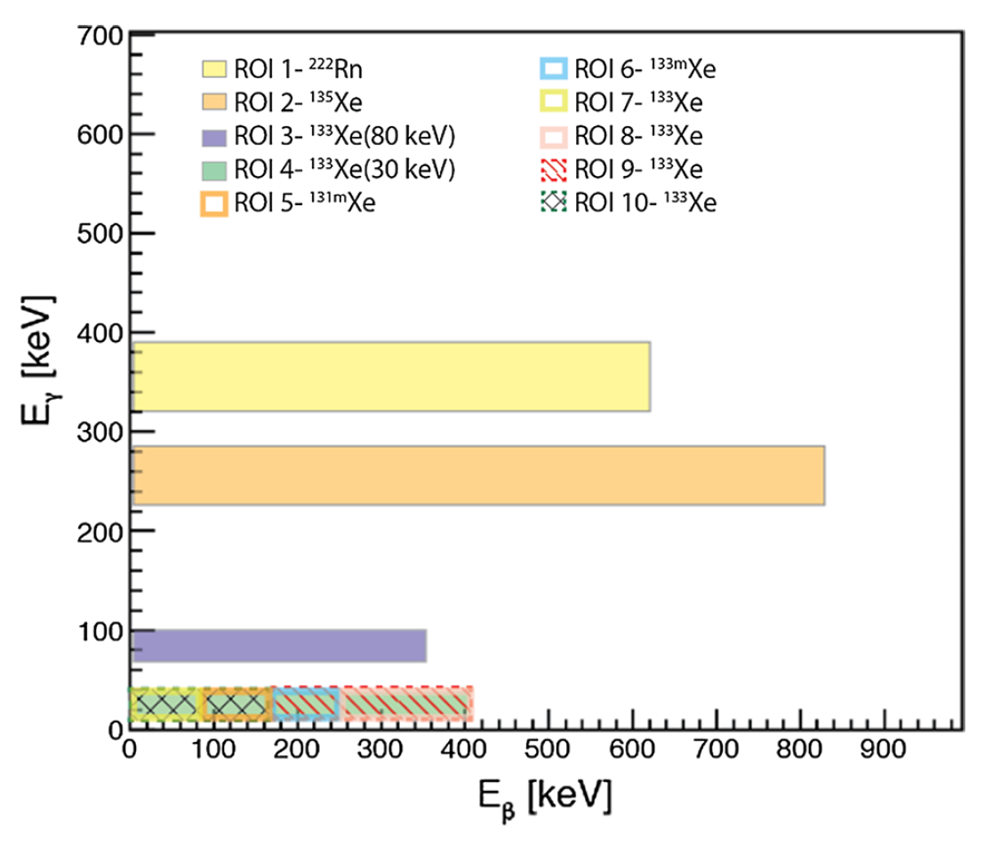 700
600
500
400
300
200
100
0
E_γ [keV]
ROI 1- ²²²Rn
ROI 2- ¹³⁵Xe
ROI 3- ¹³³Xe(80 keV)
ROI 4- ¹³³Xe(30 keV)
ROI 5- ¹³¹ᵐXe
ROI 6- ¹³³ᵐXe
ROI 7- ¹³³Xe
ROI 8- ¹³³Xe
ROI 9- ¹³³Xe
ROI 10- ¹³³Xe
0 100 200 300 400 500 600 700 800 900
E_β [keV]